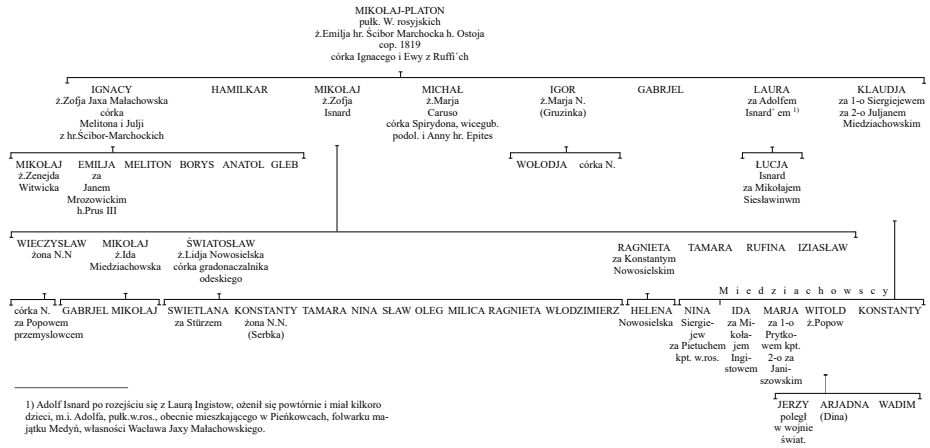 MIKOŁAJ-PLATON
pułk. W. rosyjskich
ż.Emilja hr. Ścibor Marchocka h. Ostoja
cop. 1819
córka Ignacego i Ewy z Ruffi´ch
IGNACY
ż.Zofja Jaxa Małachowska
córka
Melitona i Julji
z hr.Ścibor-Marchockich
HAMILKAR
MIKOŁAJ
ż.Zofja
Isnard
MICHAŁ
ż.Marja
Caruso
córka Spirydona, wicegub.
podol. i Anny hr. Epites
IGOR
ż.Marja N.
(Gruzinka)
GABRJEL
LAURA
za Adolfem
Isnard´ em 1)
KLAUDJA
za 1-o Siergiejewem
za 2-o Juljanem
Miedziachowskim
MIKOŁAJ
ż.Zenejda
Witwicka
EMILJA
za
Janem
Mrozowickim
h.Prus III
MELITON
BORYS
ANATOL
GLEB
WOŁODJA
córka N.
ŁUCJA
Isnard
za Mikołajem
Siesławinwm
WIECZYSŁAW
żona N.N
MIKOŁAJ
ż.Ida
Miedziachowska
ŚWIATOSŁAW
ż.Lidja Nowosielska
córka gradonaczalnika
odeskiego
RAGNIETA
za Konstantym
Nowosielskim
TAMARA
RUFINA
IZIASŁAW
Miedziachowscy
córka N.
za Popowem
przemyslowcem
GABRJEL
MIKOŁAJ
SWIETLANA
za Stürzem
KONSTANTY
żona N.N.
(Serbka)
TAMARA
NINA
SŁAW
OLEG
MILICA
RAGNIETA
WŁODZIMIERZ
HELENA
Nowosielska
NINA
Siergie-
jew
za Pietuchem
kpt. w.ros.
IDA
za Mi-
koła-
jem
Ingi-
stowem
MARJA
za 1-o
Prytko-
wem kpt.
2-o za
Jani-
szowskim
WITOLD
ż.Popow
KONSTANTY
JERZY
poległ
w wojnie
świat.
ARJADNA
(Dina)
WADIM
1) Adolf Isnard po rozejściu się z Laurą Ingistow, ożenił się powtórnie i miał kilkoro
dzieci, m.i. Adolfa, pułk.w.ros., obecnie mieszkającego w Pieńkowcach, folwarku ma-
jątku Medyń, własności Wacława Jaxy Małachowskiego.